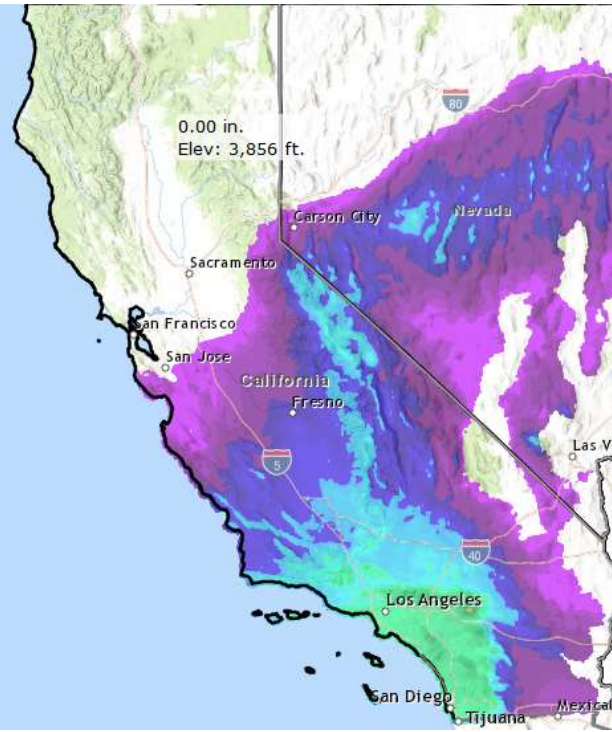 80
0.00 in.
Elev: 3,856 ft.
Carson City
Nevada
Sacramento
San Francisco
San Jose
California
Fresno
5
Las V
40
Los Angeles
San Diego
Tijuana
Mexical